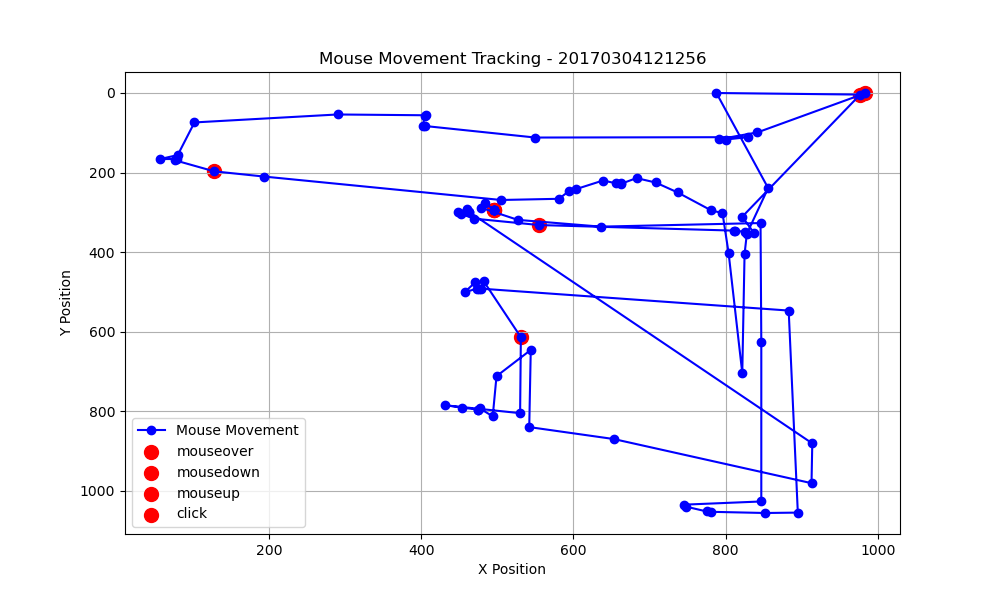 Mouse Movement Tracking - 20170304121256
Y Position
0
200
400
600
800
1000
Mouse Movement
mouseover
mousedown
mouseup
click
200
400
600
800
1000
X Position